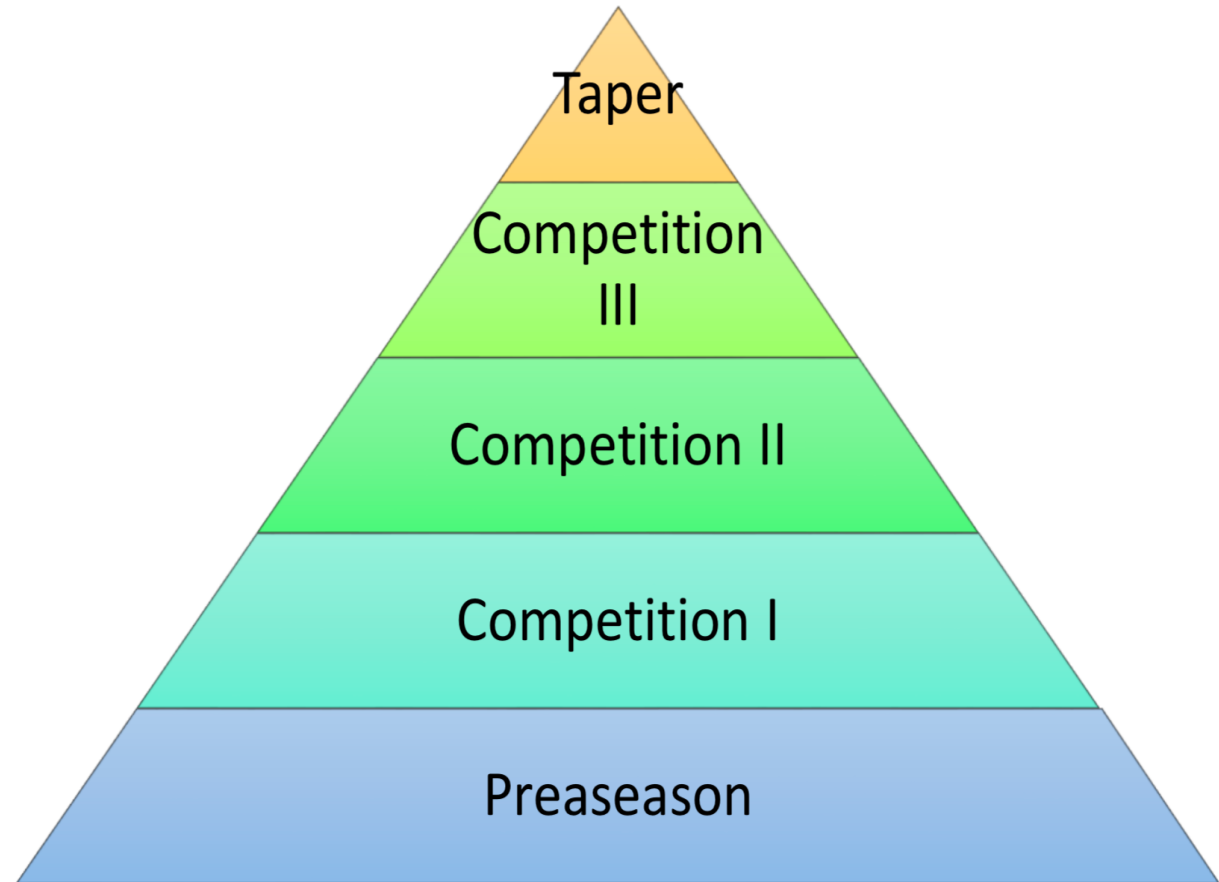 Taper
Competition
III
Competition II
Competition I
Preaseason